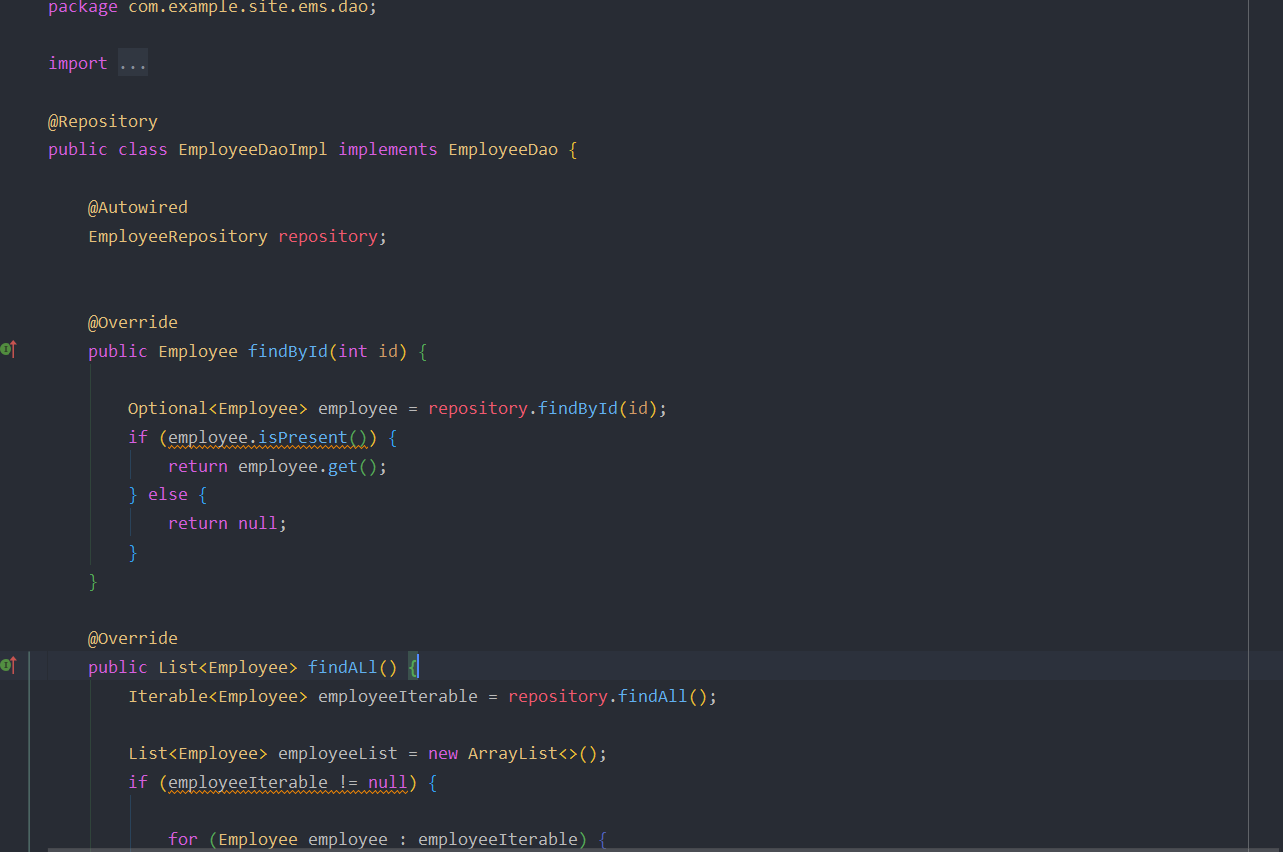 package com.example.site.ems.dao;
import ...
@Repository
public class EmployeeDaoImpl implements EmployeeDao {
@Autowired
EmployeeRepository repository;
@Override
public Employee findById(int id) {
Optional<Employee> employee = repository.findById(id);
if (employee.isPresent()) {
return employee.get();
} else {
return null;
}
}
@Override
public List<Employee> findALl() {
Iterable<Employee> employeeIterable = repository.findAll();
List<Employee> employeeList = new ArrayList<>();
if (employeeIterable != null) {
for (Employee employee : employeeIterable) {